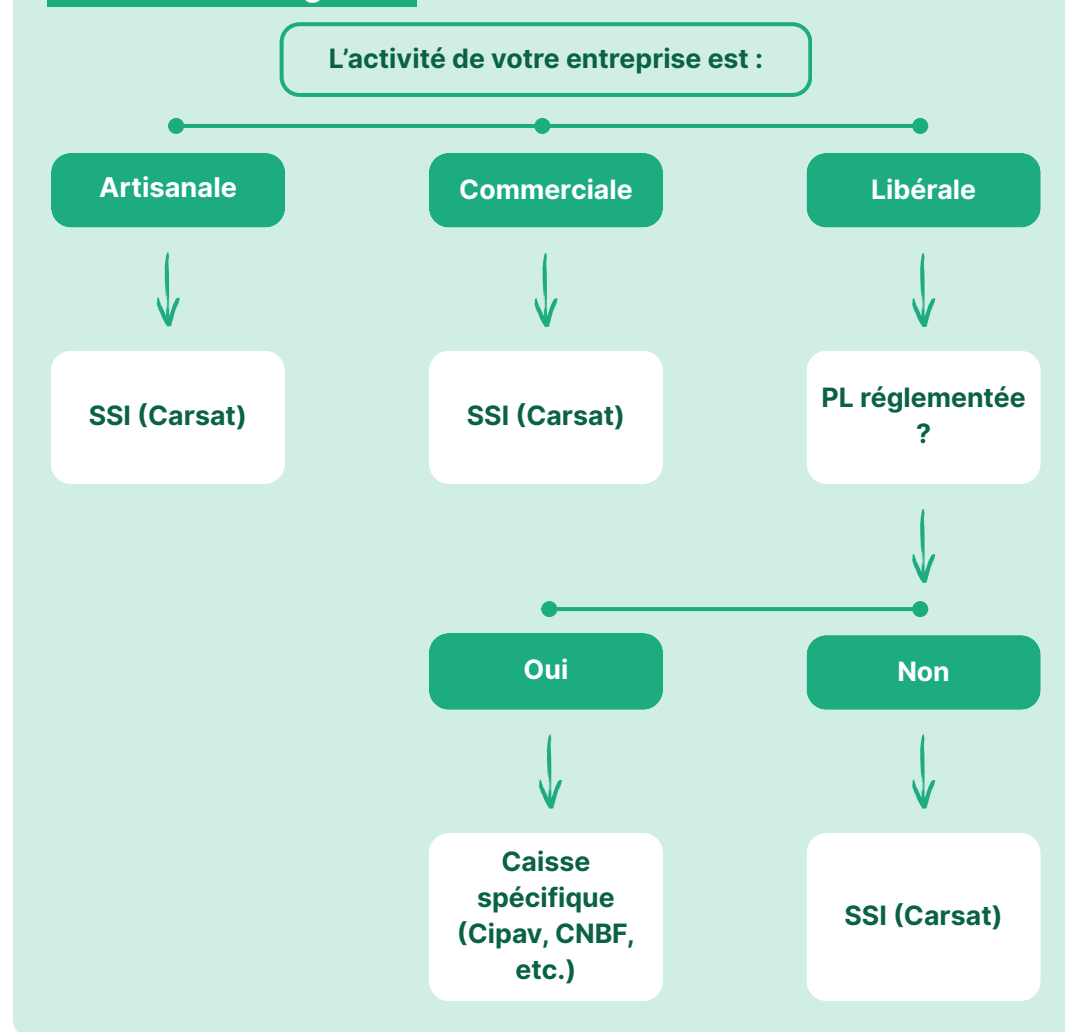 L’activité de votre entreprise est :
Artisanale
Commerciale
Libérale
SSI (Carsat)
SSI (Carsat)
PL réglementée
?
Oui
Non
Caisse
spécifique
(Cipav, CNBF,
etc.)
SSI (Carsat)